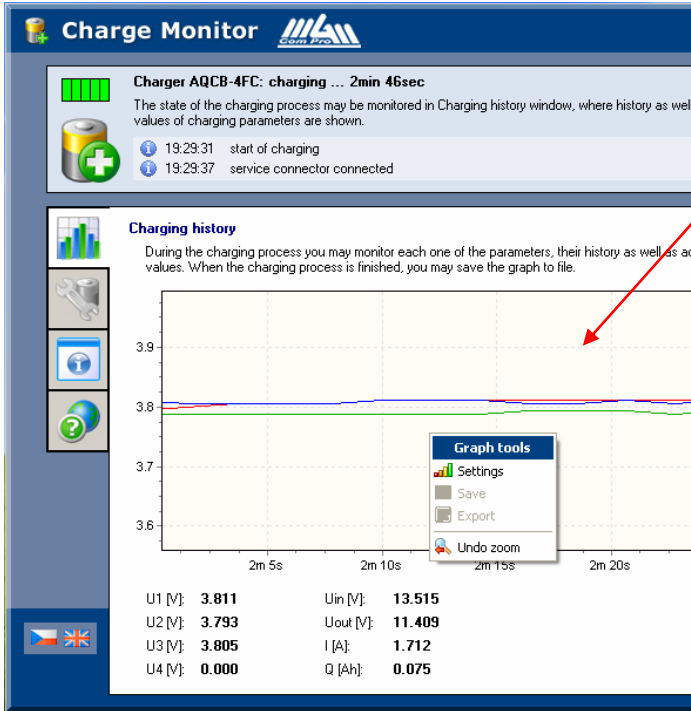 Charge Monitor
Com Pro
Charger AQCB-4FC: charging ... 2min 46sec
The state of the charging process may be monitored in Charging history window, where history as well
values of charging parameters are shown.
19:29:31 start of charging
19:29:37 service connector connected
Charging history
During the charging process you may monitor each one of the parameters, their history as well as ac
values. When the charging process is finished, you may save the graph to file.
3.9
3.8
3.7
3.6
Graph tools
Settings
Save
Export
Undo zoom
2m 5s 2m 10s 2m 15s 2m 20s
U1 [V]: 3.811 Uin [V]: 13.515
U2 [V]: 3.793 Uout [V]: 11.409
U3 [V]: 3.805 I [A]: 1.712
U4 [V]: 0.000 Q [Ah]: 0.075